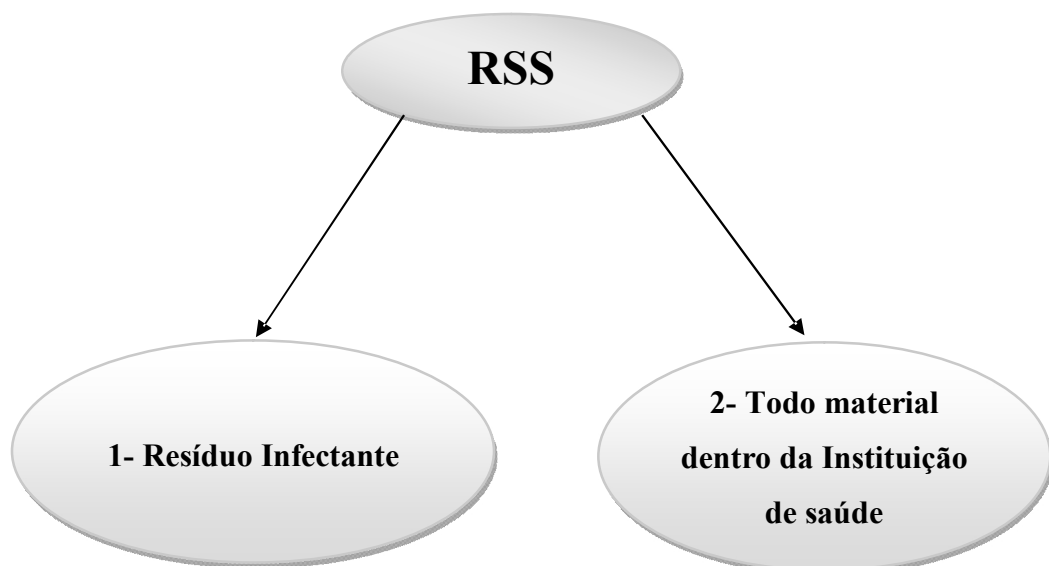 RSS
1- Resíduo Infectante
2- Todo material
dentro da Instituição
de saúde